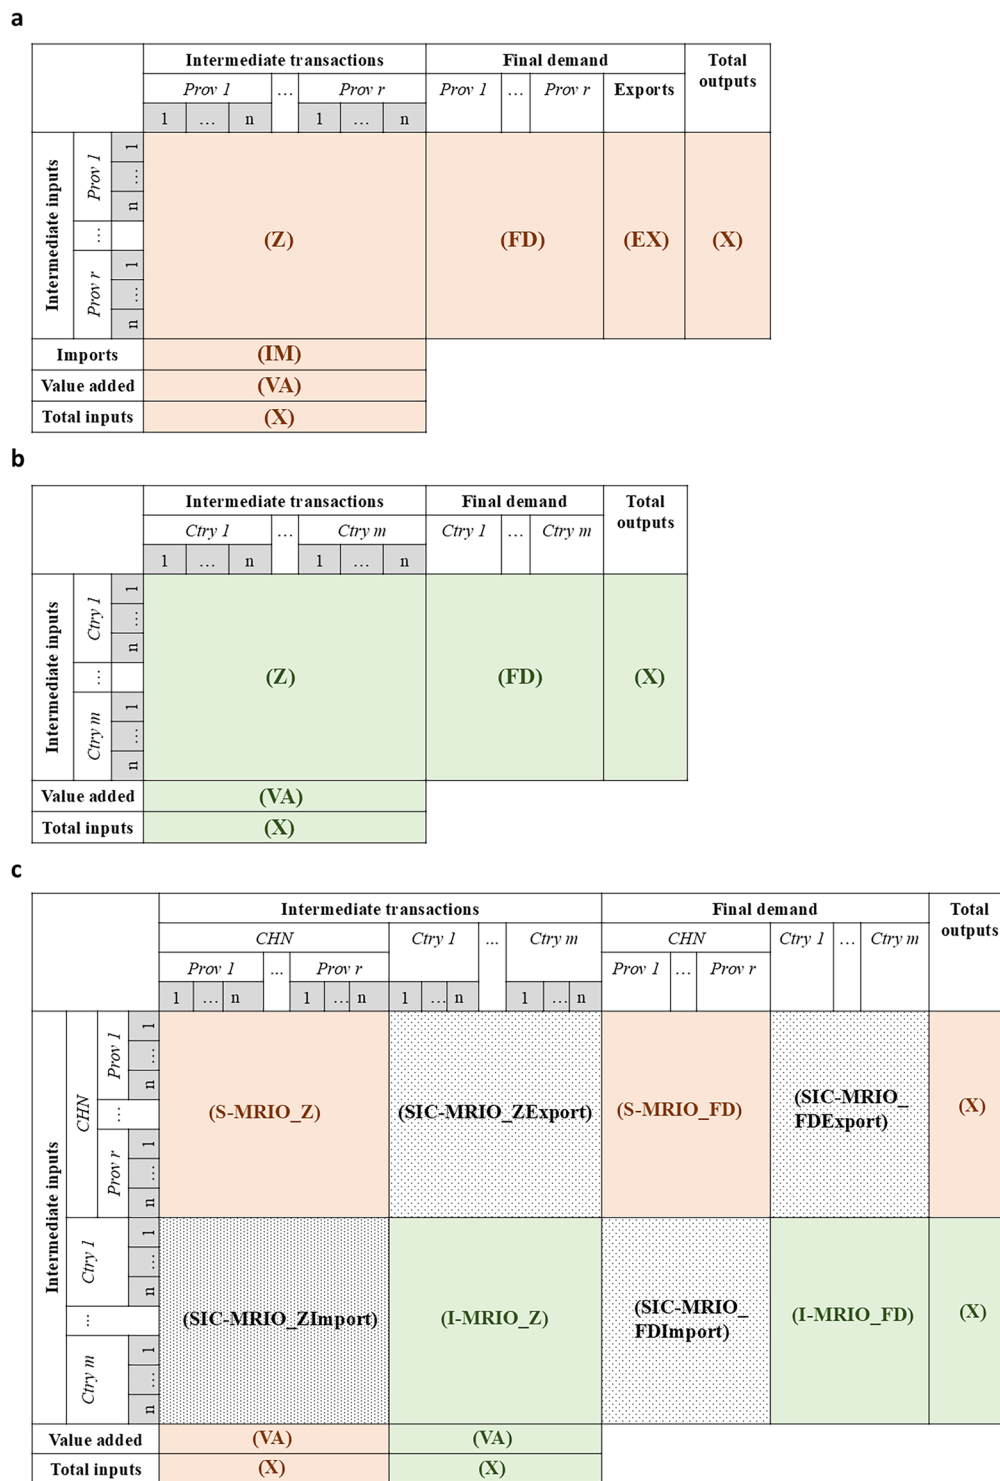 a
Intermediate transactions Final demand Total
outputs
Prov 1 … Prov r Prov 1 … Prov r Exports
1 … n 1 … n
Intermediate inputs
Prov 1
1
…
n
…
Prov r
1
…
n
(Z) (FD) (EX) (X)
Imports (IM)
Value added (VA)
Total inputs (X)
b
Intermediate transactions Final demand Total
outputs
Ctry 1 … Ctry m Ctry 1 … Ctry m
1 … n 1 … n
Intermediate inputs
Ctry 1
1
…
n
…
Ctry m
1
…
n
(Z) (FD) (X)
Value added (VA)
Total inputs (X)
c
Intermediate transactions Final demand Total
outputs
CHN Ctry 1 … Ctry m CHN Ctry 1 … Ctry m
Prov 1 … Prov r Prov 1 … Prov r
1 … n 1 … n 1 … n 1 … n
Intermediate inputs
CHN
Prov 1
1
…
n
…
Prov r
1
…
n
(S-MRIO_Z) (SIC-MRIO_ZExport) (S-MRIO_FD) (SIC-MRIO_
FDExport) (X)
Ctry 1
1
…
n
…
Ctry m
1
…
n
(SIC-MRIO_ZImport) (I-MRIO_Z) (SIC-MRIO_
FDImport) (I-MRIO_FD) (X)
Value added (VA) (VA)
Total inputs (X) (X)